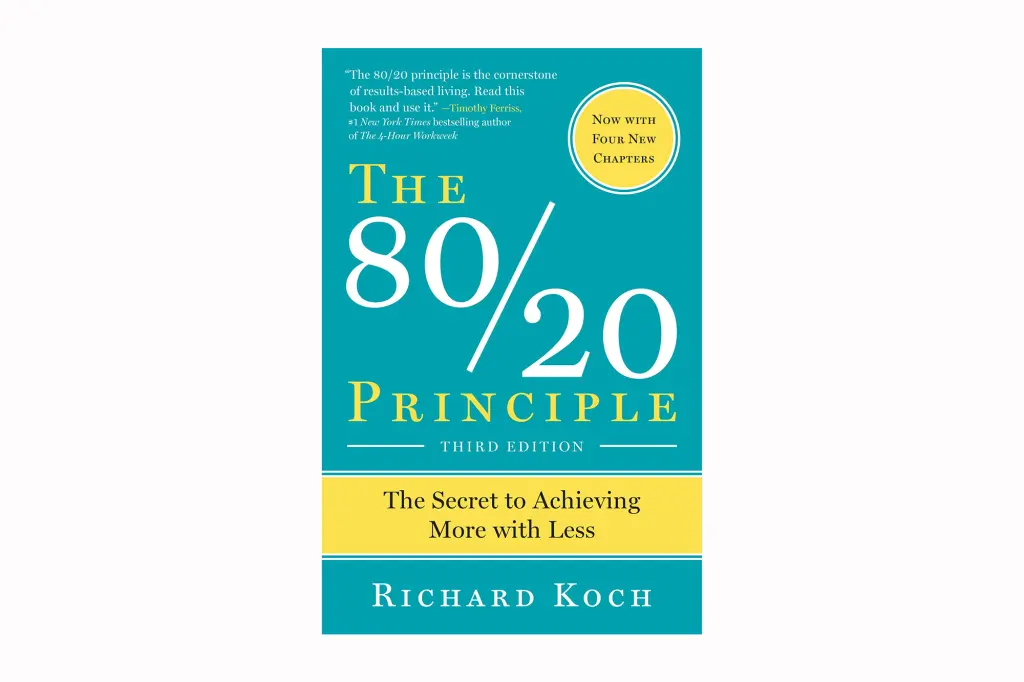 “The 80/20 principle is the cornerstone
of results-based living. Read this
book and use it.” —Timothy Ferriss,
#1 New York Times bestselling author
of The 4-Hour Workweek
Now with
Four New
Chapters
The
80/20
Principle
THIRD EDITION
The Secret to Achieving
More with Less
Richard Koch